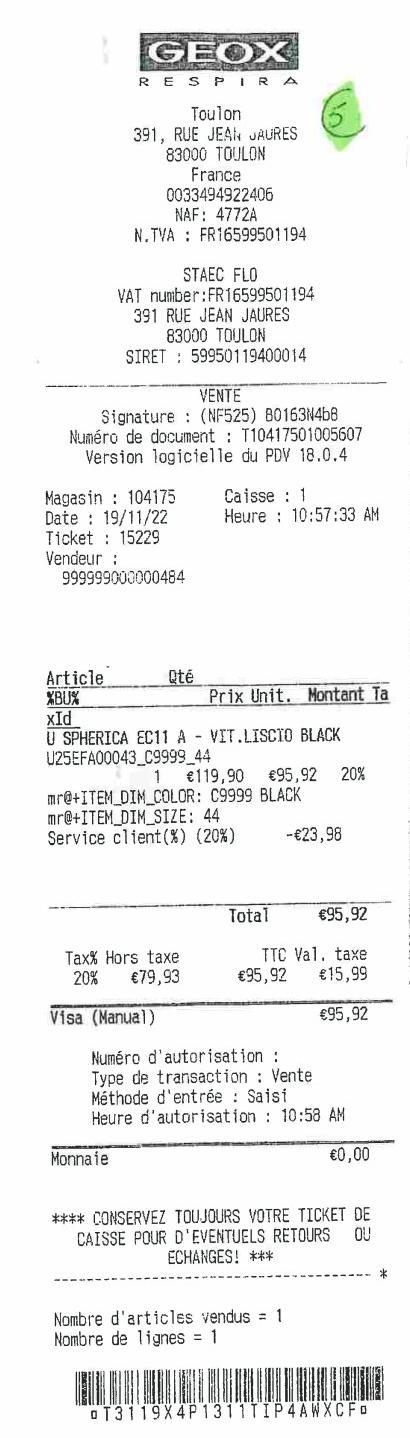 GEOX
RESPIRA
5
Toulon
391, RUE JEAN JAURES
83000 TOULON
France
0033494922406
NAF: 4772A
N.TVA : FR16599501194
STAEC FLO
VAT number:FR16599501194
391 RUE JEAN JAURES
83000 TOULON
SIRET : 59950119400014
VENTE
Signature : (NF525) B0163N4b8
Numéro de document : T10417501005607
Version logicielle du PDV 18.0.4
Magasin : 104175 Caisse : 1
Date : 19/11/22 Heure : 10:57:33 AM
Ticket : 15229
Vendeur :
999999000000484
Article Qté
%BU% Prix Unit. Montant Ta
xId
U SPHERICA EC11 A - VIT.LISCIO BLACK
U25EFA00043_C9999_44
1 €119,90 €95,92 20%
mr@+ITEM_DIM_COLOR: C9999 BLACK
mr@+ITEM_DIM_SIZE: 44
Service client(%) (20%) -€23,98
Total €95,92
Tax% Hors taxe TTC Val. taxe
20% €79,93 €95,92 €15,99
Visa (Manual) €95,92
Numéro d'autorisation :
Type de transaction : Vente
Méthode d'entrée : Saisi
Heure d'autorisation : 10:58 AM
Monnaie €0,00
**** CONSERVEZ TOUJOURS VOTRE TICKET DE
CAISSE POUR D'EVENTUELS RETOURS OU
ECHANGES! ***
---------------------------------------- *
Nombre d'articles vendus = 1
Nombre de lignes = 1
¤T3119X4P1311TIP4AWXCF¤